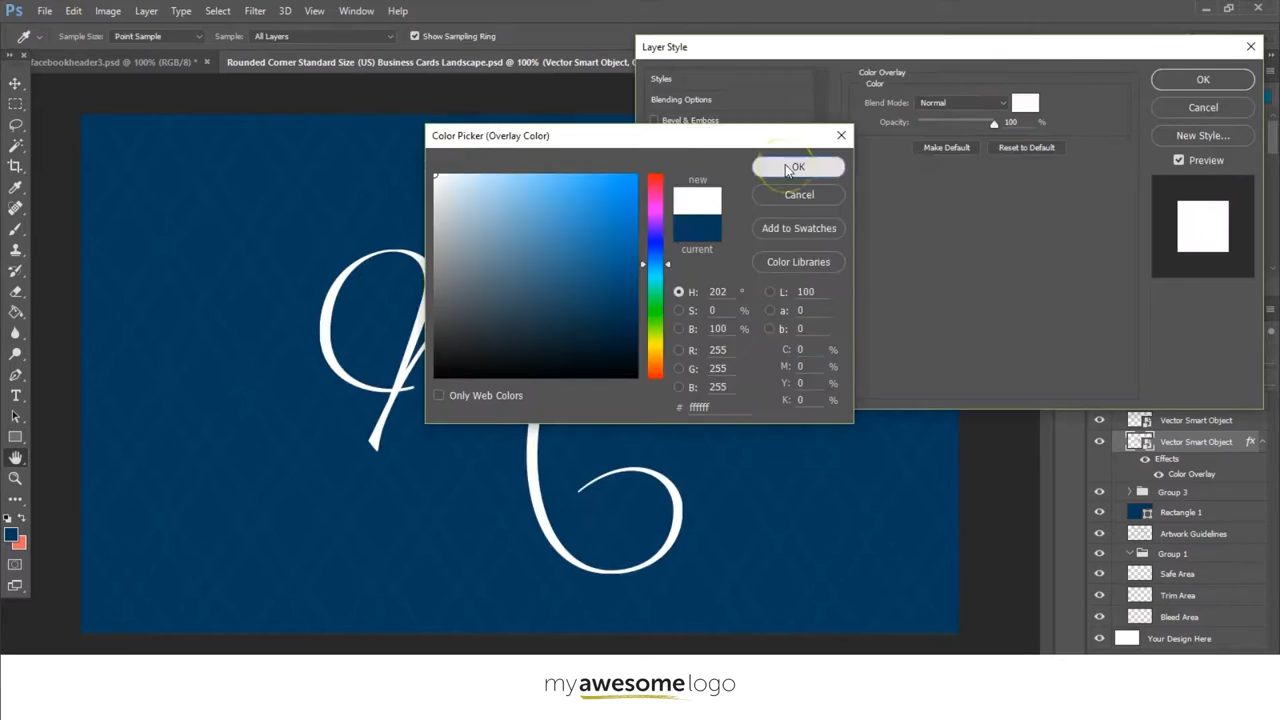 Ps File Edit Image Layer Type Select Filter 3D View Window Help
Sample Size: Point Sample Sample: All Layers Show Sampling Ring
facebookheader3.psd @ 100% (RGB/8) * × Rounded Corner Standard Size (US) Business Cards Landscape.psd @ 100% (Vector Smart Object,
Layer Style
Styles
Blending Options
Bevel & Emboss
Color Overlay
Color
Blend Mode: Normal
Opacity: 100 %
Make Default Reset to Default
OK
Cancel
New Style...
Preview
Color Picker (Overlay Color)
new
current
OK
Cancel
Add to Swatches
Color Libraries
H: 202 ° L: 100
S: 0 % a: 0
B: 100 % b: 0
R: 255 C: 0 %
G: 255 M: 0 %
B: 255 Y: 0 %
# ffffff K: 0 %
Only Web Colors
Vector Smart Object
Vector Smart Object fx
Effects
Color Overlay
Group 3
Rectangle 1
Artwork Guidelines
Group 1
Safe Area
Trim Area
Bleed Area
Your Design Here
myawesomelogo